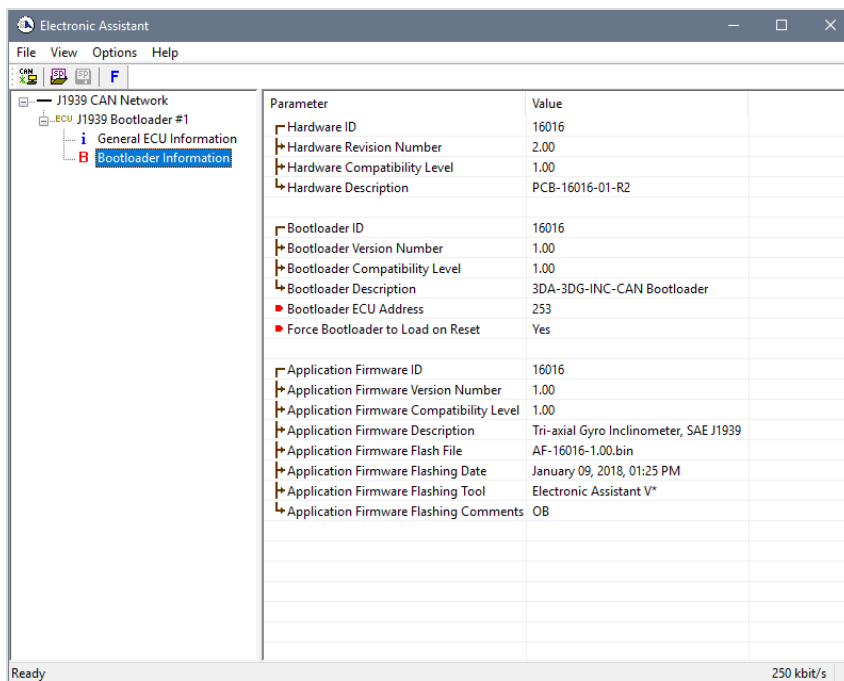 Electronic Assistant
File View Options Help
CAN SP SP F
J1939 CAN Network
ECU J1939 Bootloader #1
i General ECU Information
B Bootloader Information
Parameter Value
Hardware ID 16016
Hardware Revision Number 2.00
Hardware Compatibility Level 1.00
Hardware Description PCB-16016-01-R2
Bootloader ID 16016
Bootloader Version Number 1.00
Bootloader Compatibility Level 1.00
Bootloader Description 3DA-3DG-INC-CAN Bootloader
Bootloader ECU Address 253
Force Bootloader to Load on Reset Yes
Application Firmware ID 16016
Application Firmware Version Number 1.00
Application Firmware Compatibility Level 1.00
Application Firmware Description Tri-axial Gyro Inclinometer, SAE J1939
Application Firmware Flash File AF-16016-1.00.bin
Application Firmware Flashing Date January 09, 2018, 01:25 PM
Application Firmware Flashing Tool Electronic Assistant V*
Application Firmware Flashing Comments OB
Ready 250 kbit/s